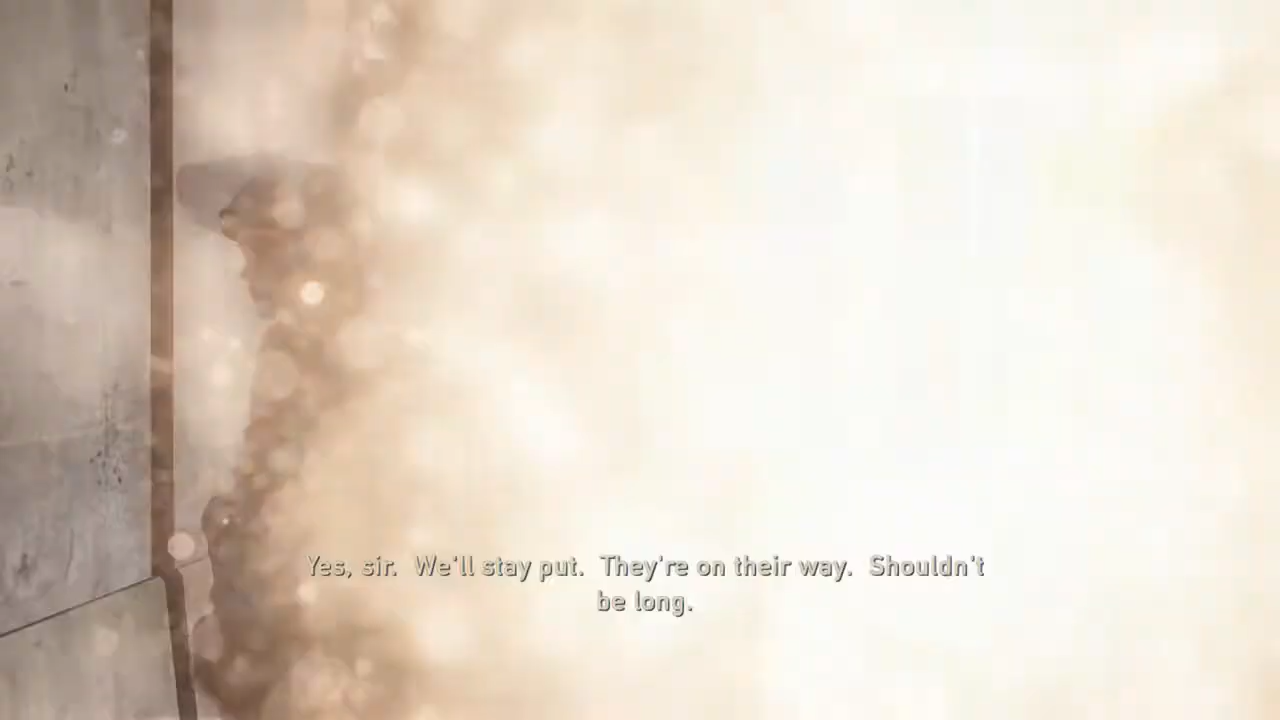 Yes, sir.  We'll stay put.  They're on their way.  Shouldn't
be long.